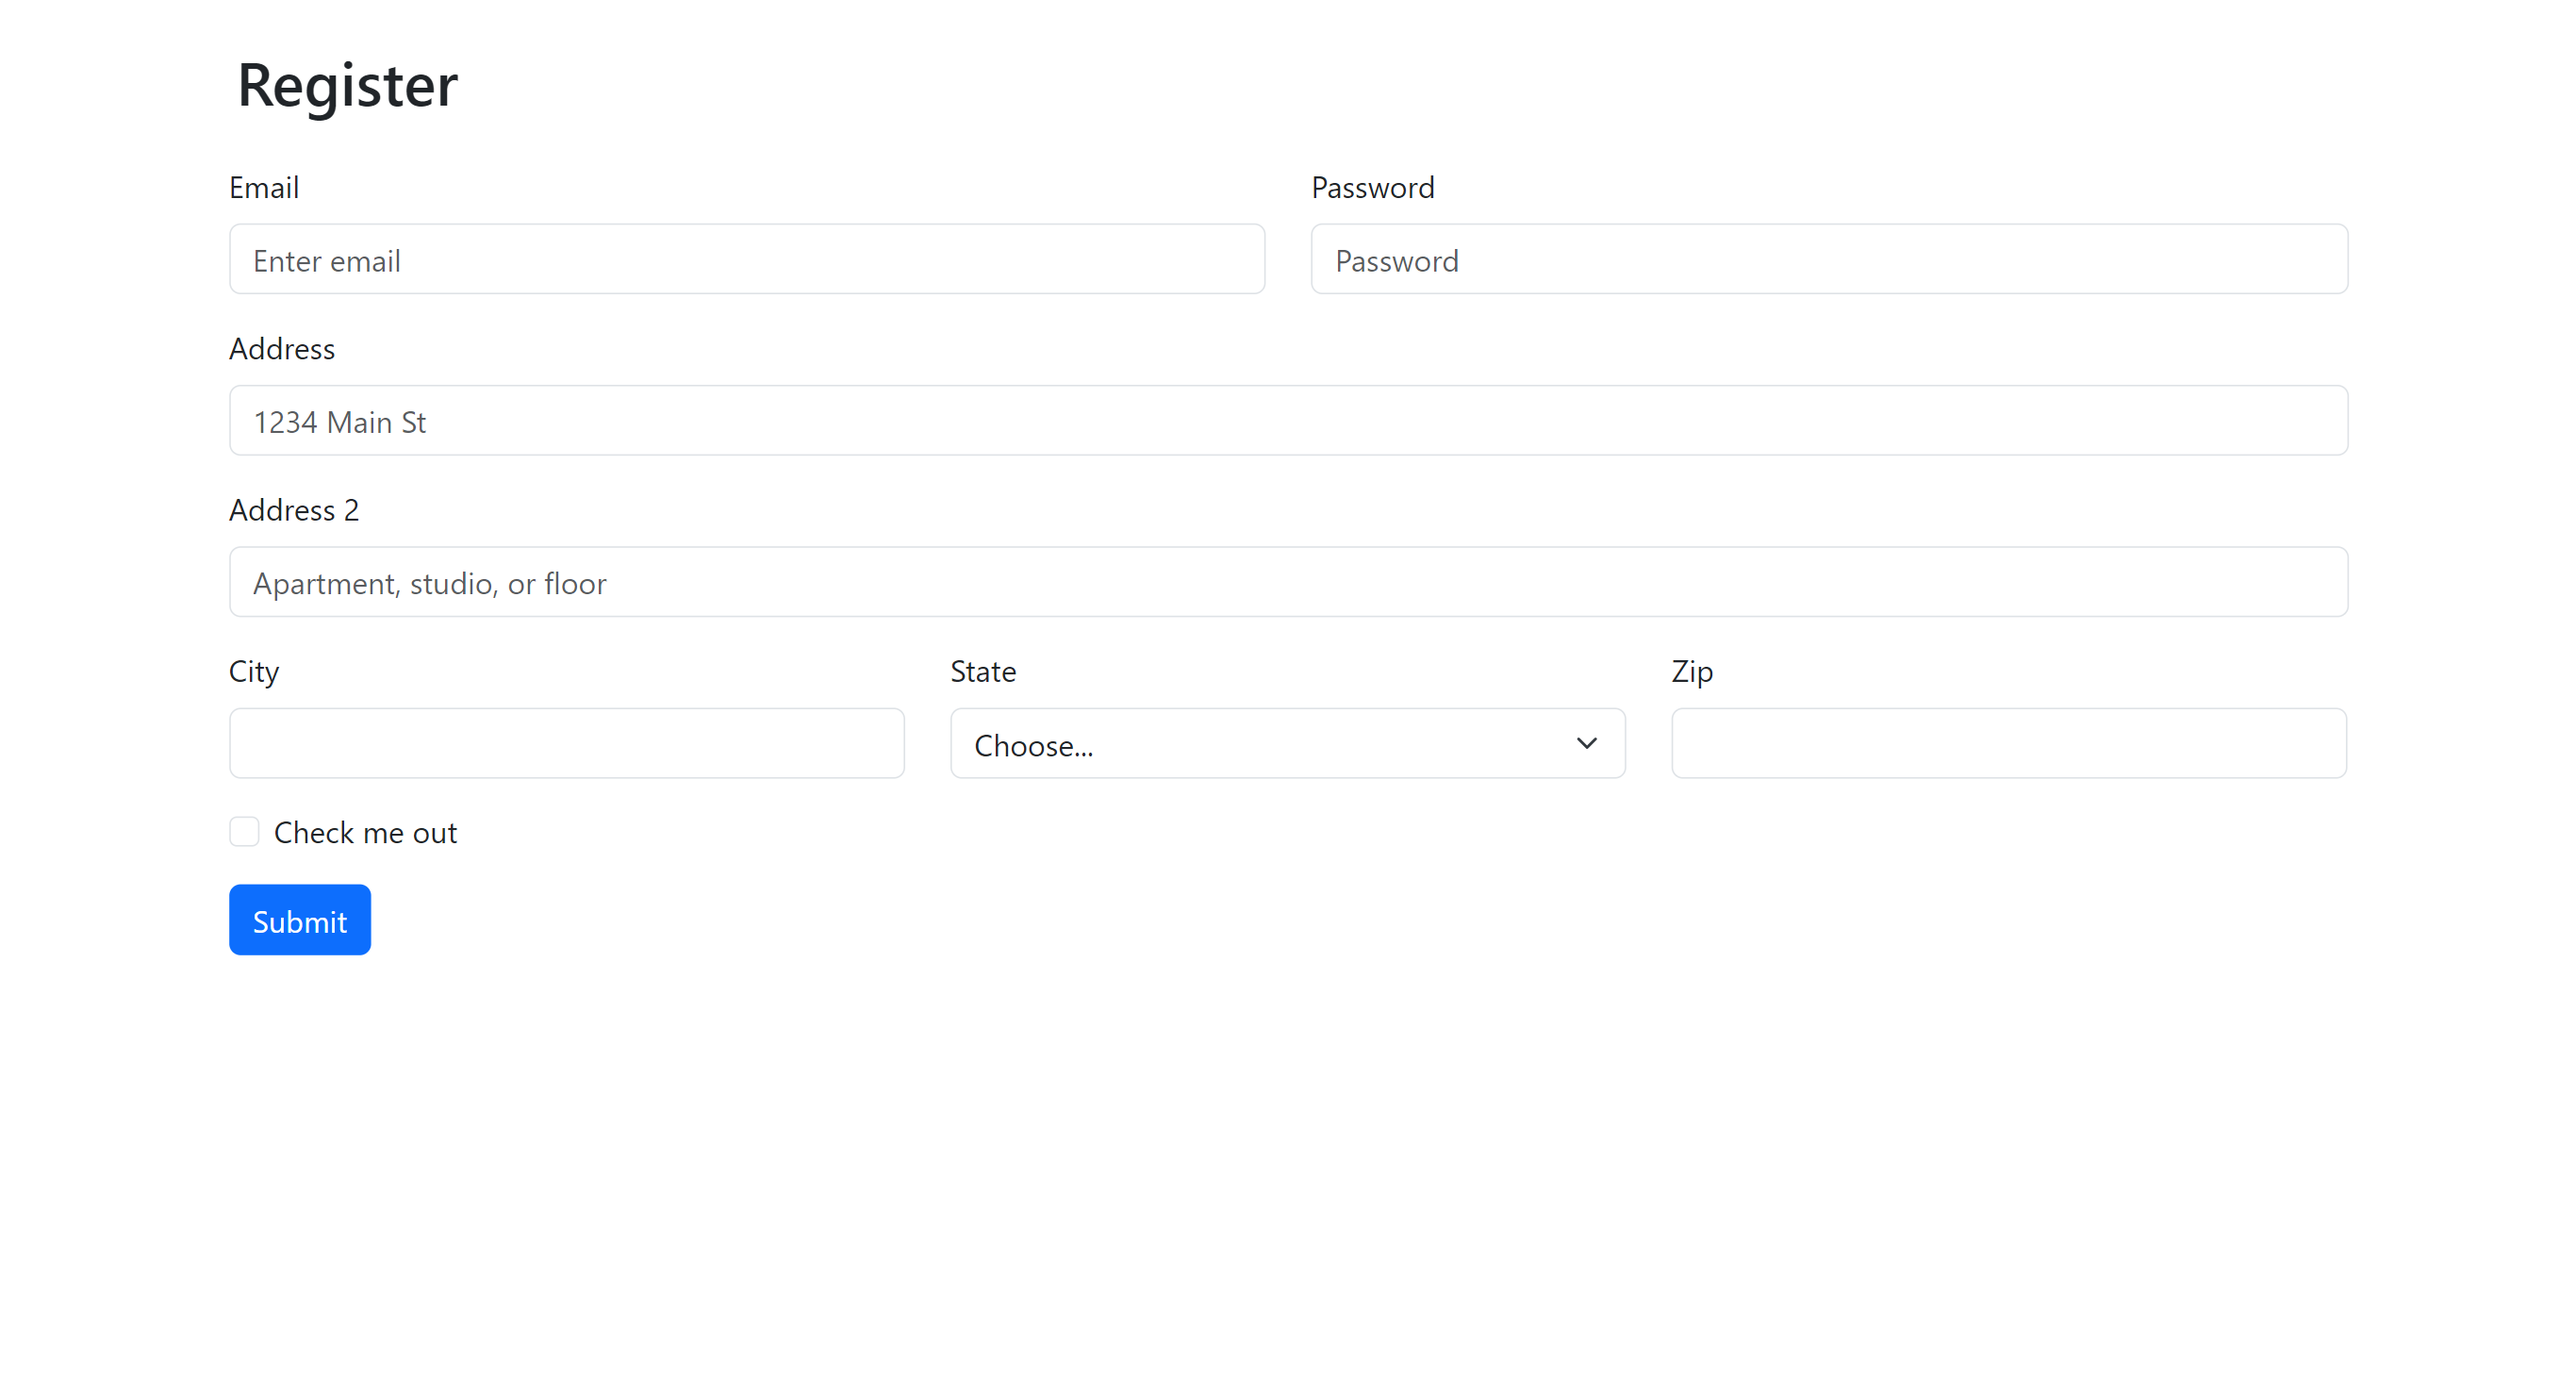 Register
Email
Password
Enter email
Password
Address
1234 Main St
Address 2
Apartment, studio, or floor
City
State
Zip
Choose...
Check me out
Submit